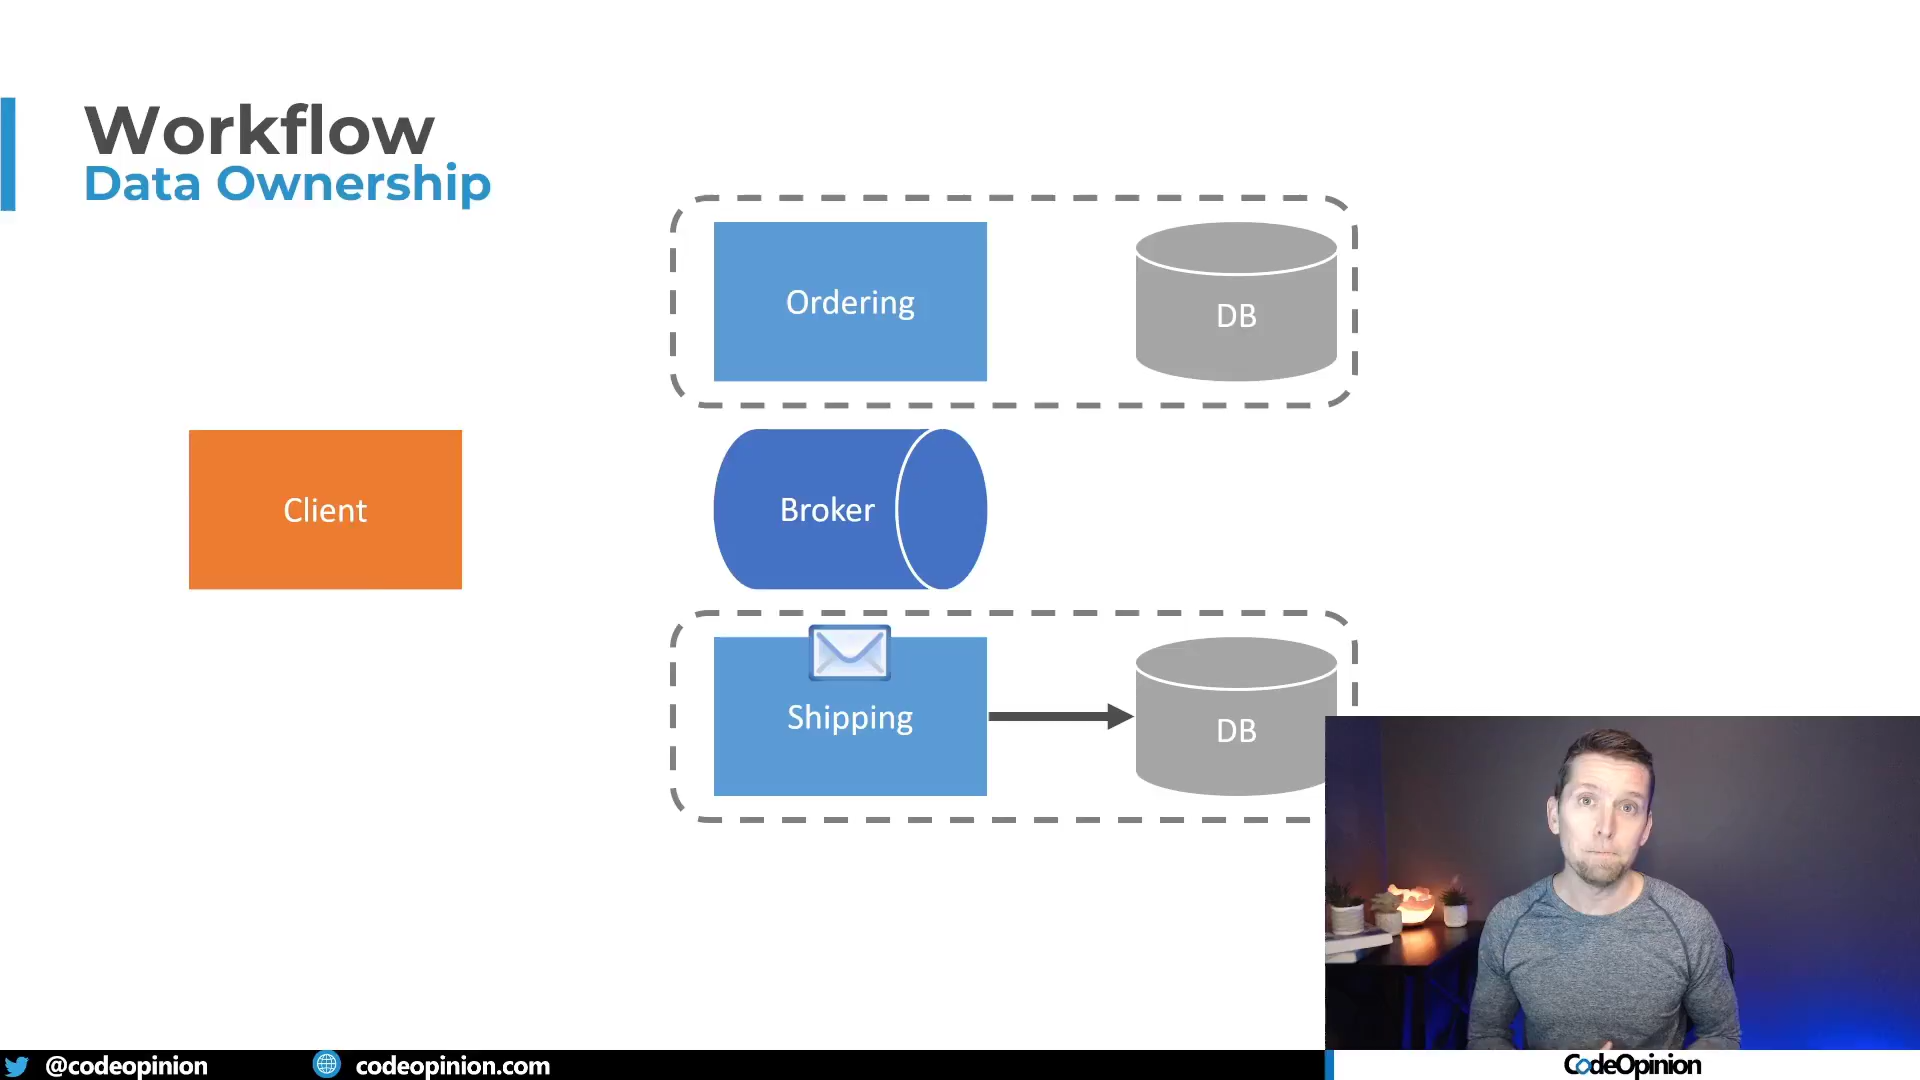 Workflow
Data Ownership
Ordering
DB
Client
Broker
Shipping
DB
@codeopinion
codeopinion.com
CodeOpinion